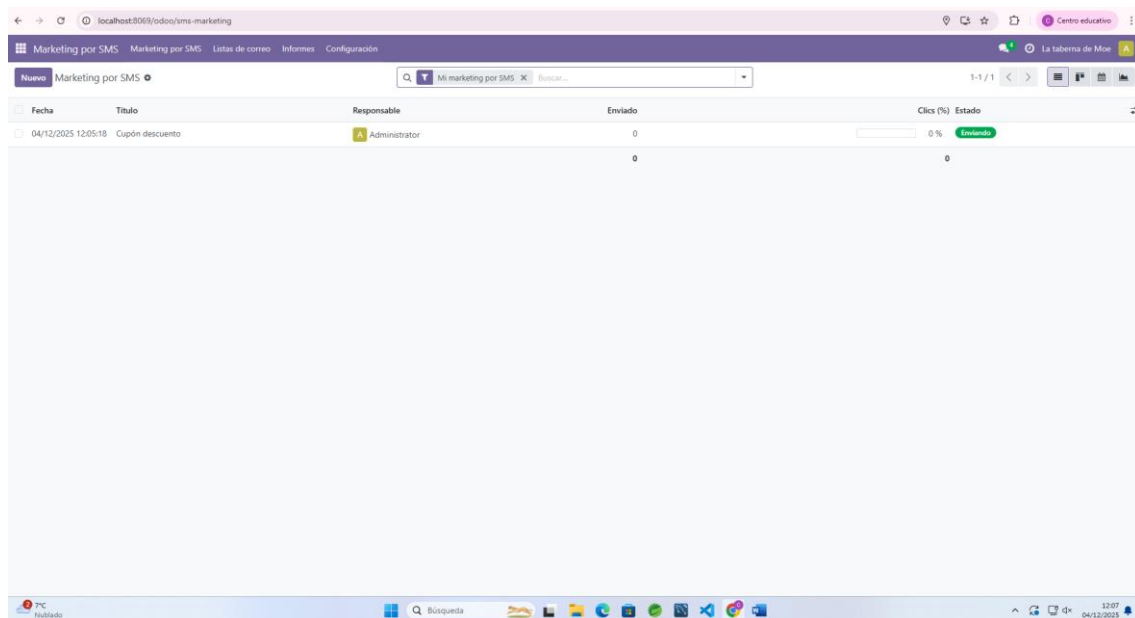 localhost:8069/odoo/sms-marketing
Centro educativo
Marketing por SMS Marketing por SMS Listas de correo Informes Configuración
La taberna de Moe A
Nuevo Marketing por SMS Mi marketing por SMS Buscar... 1-1 / 1
Fecha Título Responsable Enviado Clics (%) Estado
04/12/2025 12:05:18 Cupón descuento A Administrator 0 0 % Enviando
0 0
2 7°C
Nublado
Búsqueda
12:07
04/12/2025